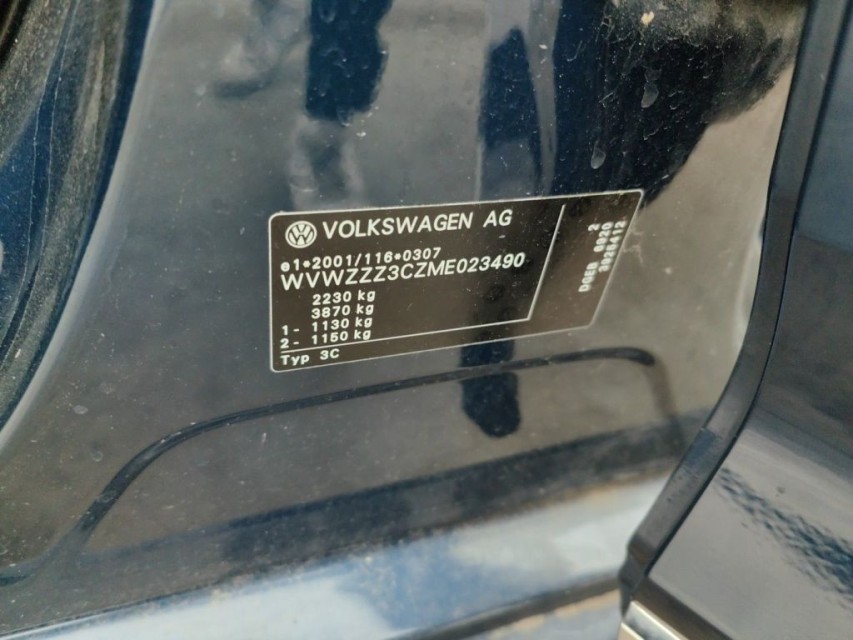 VOLKSWAGEN AG
e1*2001/116*0307
WVWZZZ3CZME023490
2230 kg
3870 kg
1- 1130 kg
2- 1150 kg
Typ 3C
2